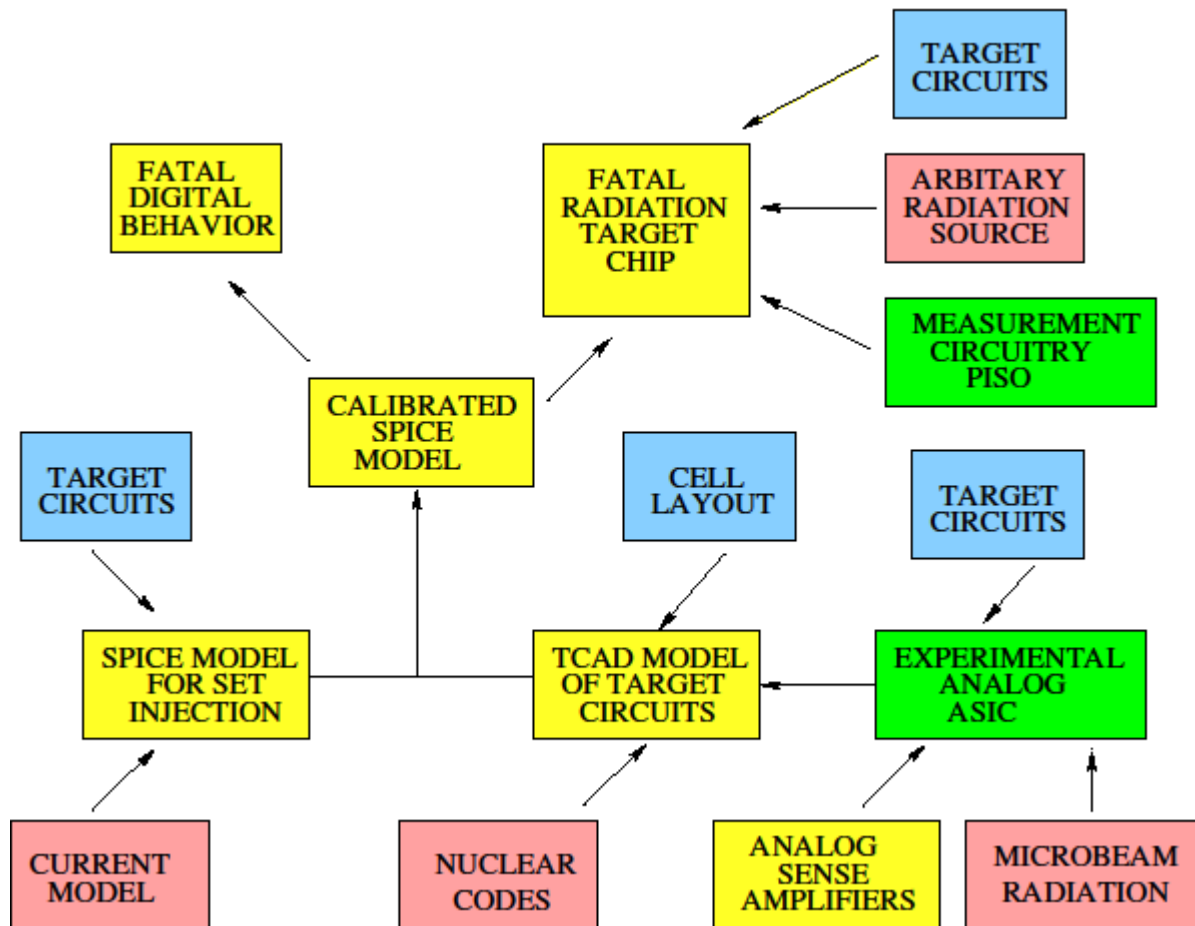 TARGET
CIRCUITS
FATAL
DIGITAL
BEHAVIOR
FATAL
RADIATION
TARGET
CHIP
ARBITARY
RADIATION
SOURCE
MEASUREMENT
CIRCUITRY
PISO
CALIBRATED
SPICE
MODEL
TARGET
CIRCUITS
CELL
LAYOUT
TARGET
CIRCUITS
SPICE MODEL
FOR SET
INJECTION
TCAD MODEL
OF TARGET
CIRCUITS
EXPERIMENTAL
ANALOG
ASIC
CURRENT
MODEL
NUCLEAR
CODES
ANALOG
SENSE
AMPLIFIERS
MICROBEAM
RADIATION